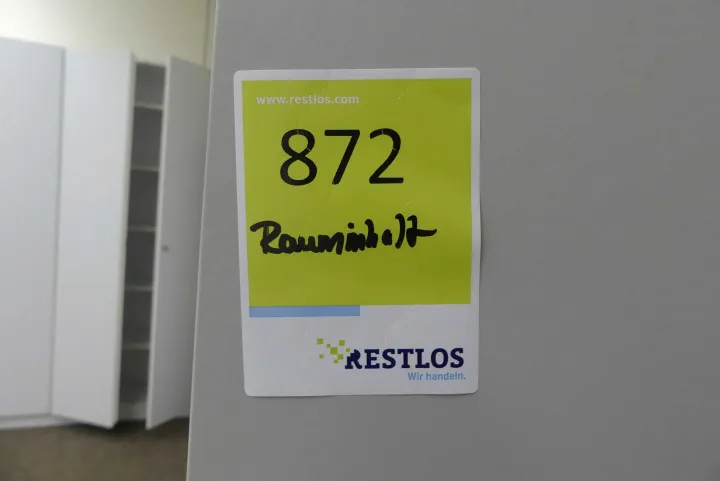 www.restlos.com
872
Rauminhalt
RESTLOS
Wir handeln.